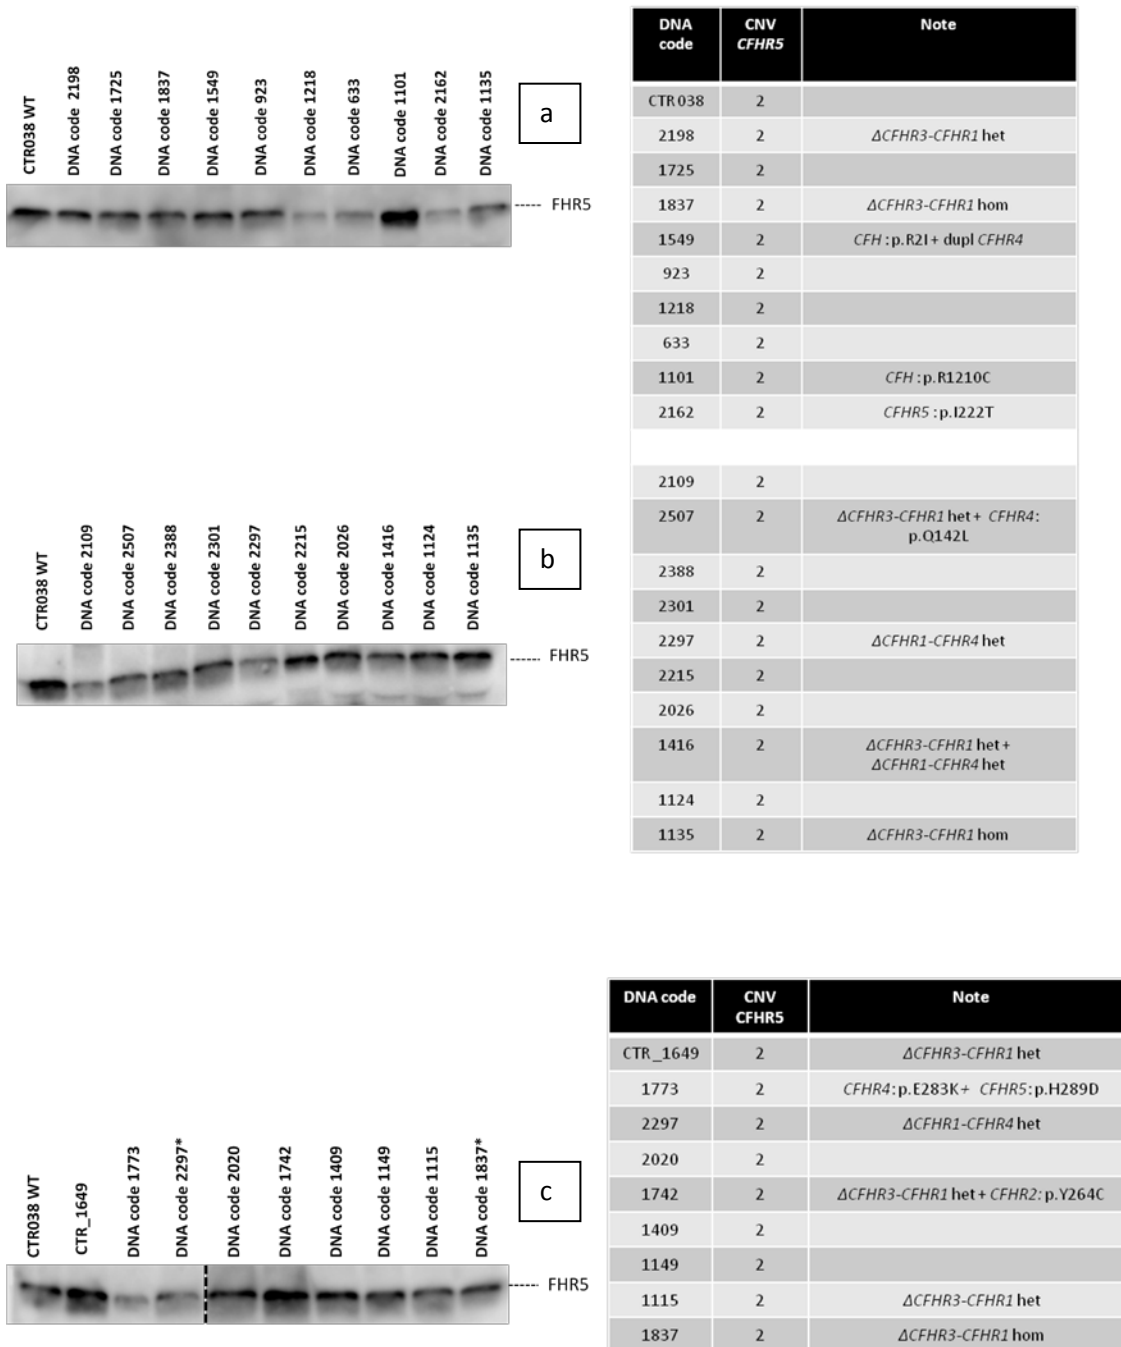 CTR038 WT
DNA code  2198
DNA code 1725
DNA code 1837
DNA code 1549
DNA code 923
DNA code 1218
DNA code 633
DNA code 1101
DNA code 2162
DNA code 1135
a
FHR5
DNA code CNV CFHR5 Note
CTR038 2
2198 2 ΔCFHR3-CFHR1 het
1725 2
1837 2 ΔCFHR3-CFHR1 hom
1549 2 CFH : p.R2I + dupl CFHR4
923 2
1218 2
633 2
1101 2 CFH : p.R1210C
2162 2 CFHR5 : p.I222T
2109 2
2507 2 ΔCFHR3-CFHR1 het + CFHR4:
p.Q142L
2388 2
2301 2
2297 2 ΔCFHR1-CFHR4 het
2215 2
2026 2
1416 2 ΔCFHR3-CFHR1 het +
ΔCFHR1-CFHR4 het
1124 2
1135 2 ΔCFHR3-CFHR1 hom
CTR038 WT
DNA code 2109
DNA code 2507
DNA code 2388
DNA code 2301
DNA code 2297
DNA code 2215
DNA code 2026
DNA code 1416
DNA code 1124
DNA code 1135
b
FHR5
CTR038 WT
CTR_1649
DNA code 1773
DNA code 2297*
DNA code 2020
DNA code 1742
DNA code 1409
DNA code 1149
DNA code 1115
DNA code 1837*
c
FHR5
DNA code CNV CFHR5 Note
CTR_1649 2 ΔCFHR3-CFHR1 het
1773 2 CFHR4: p.E283K + CFHR5: p.H289D
2297 2 ΔCFHR1-CFHR4 het
2020 2
1742 2 ΔCFHR3-CFHR1 het + CFHR2: p.Y264C
1409 2
1149 2
1115 2 ΔCFHR3-CFHR1 het
1837 2 ΔCFHR3-CFHR1 hom